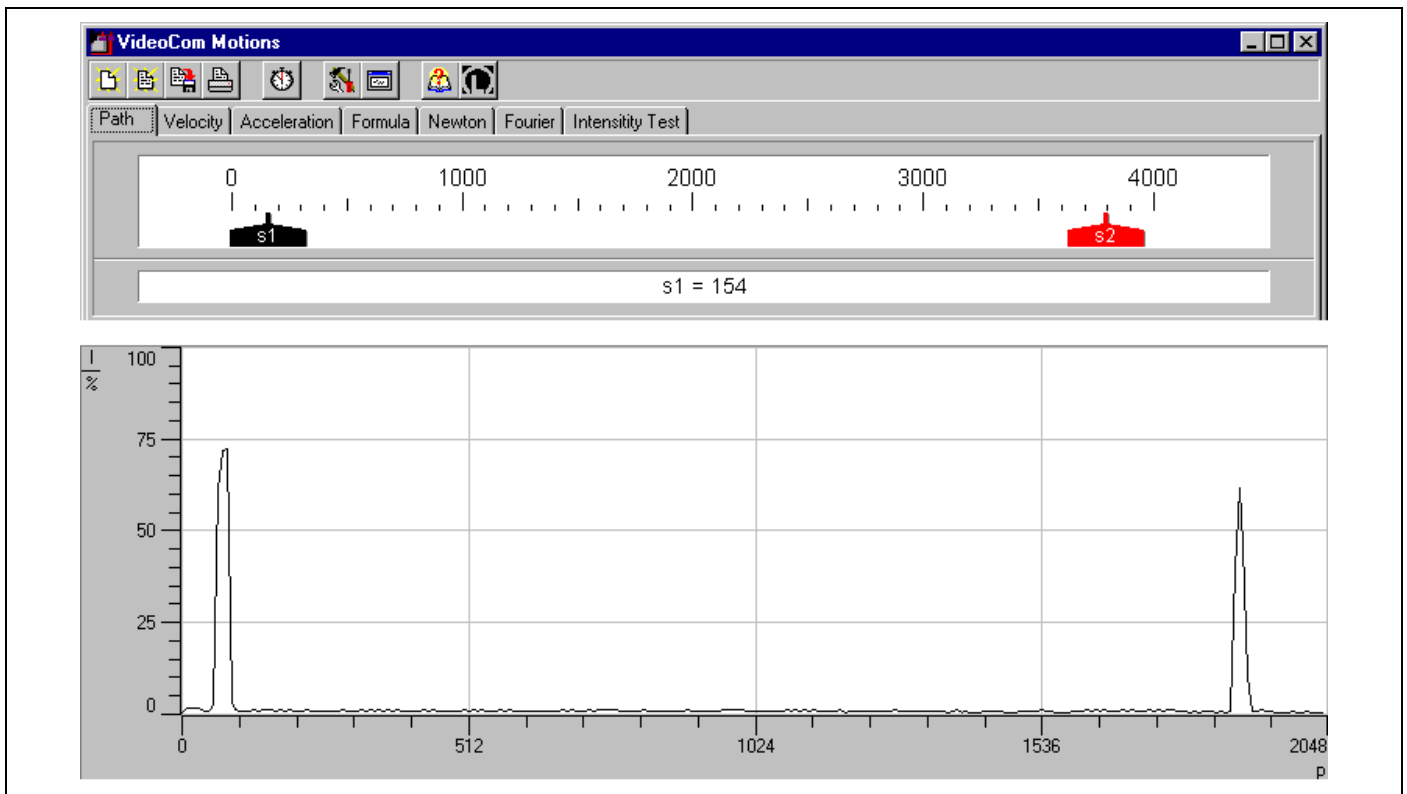 VideoCom Motions
Path Velocity Acceleration Formula Newton Fourier Intensitity Test
0 1000 2000 3000 4000
s1 s2
s1 = 154
I
%
100
75
50
25
0
0 512 1024 1536 2048
p